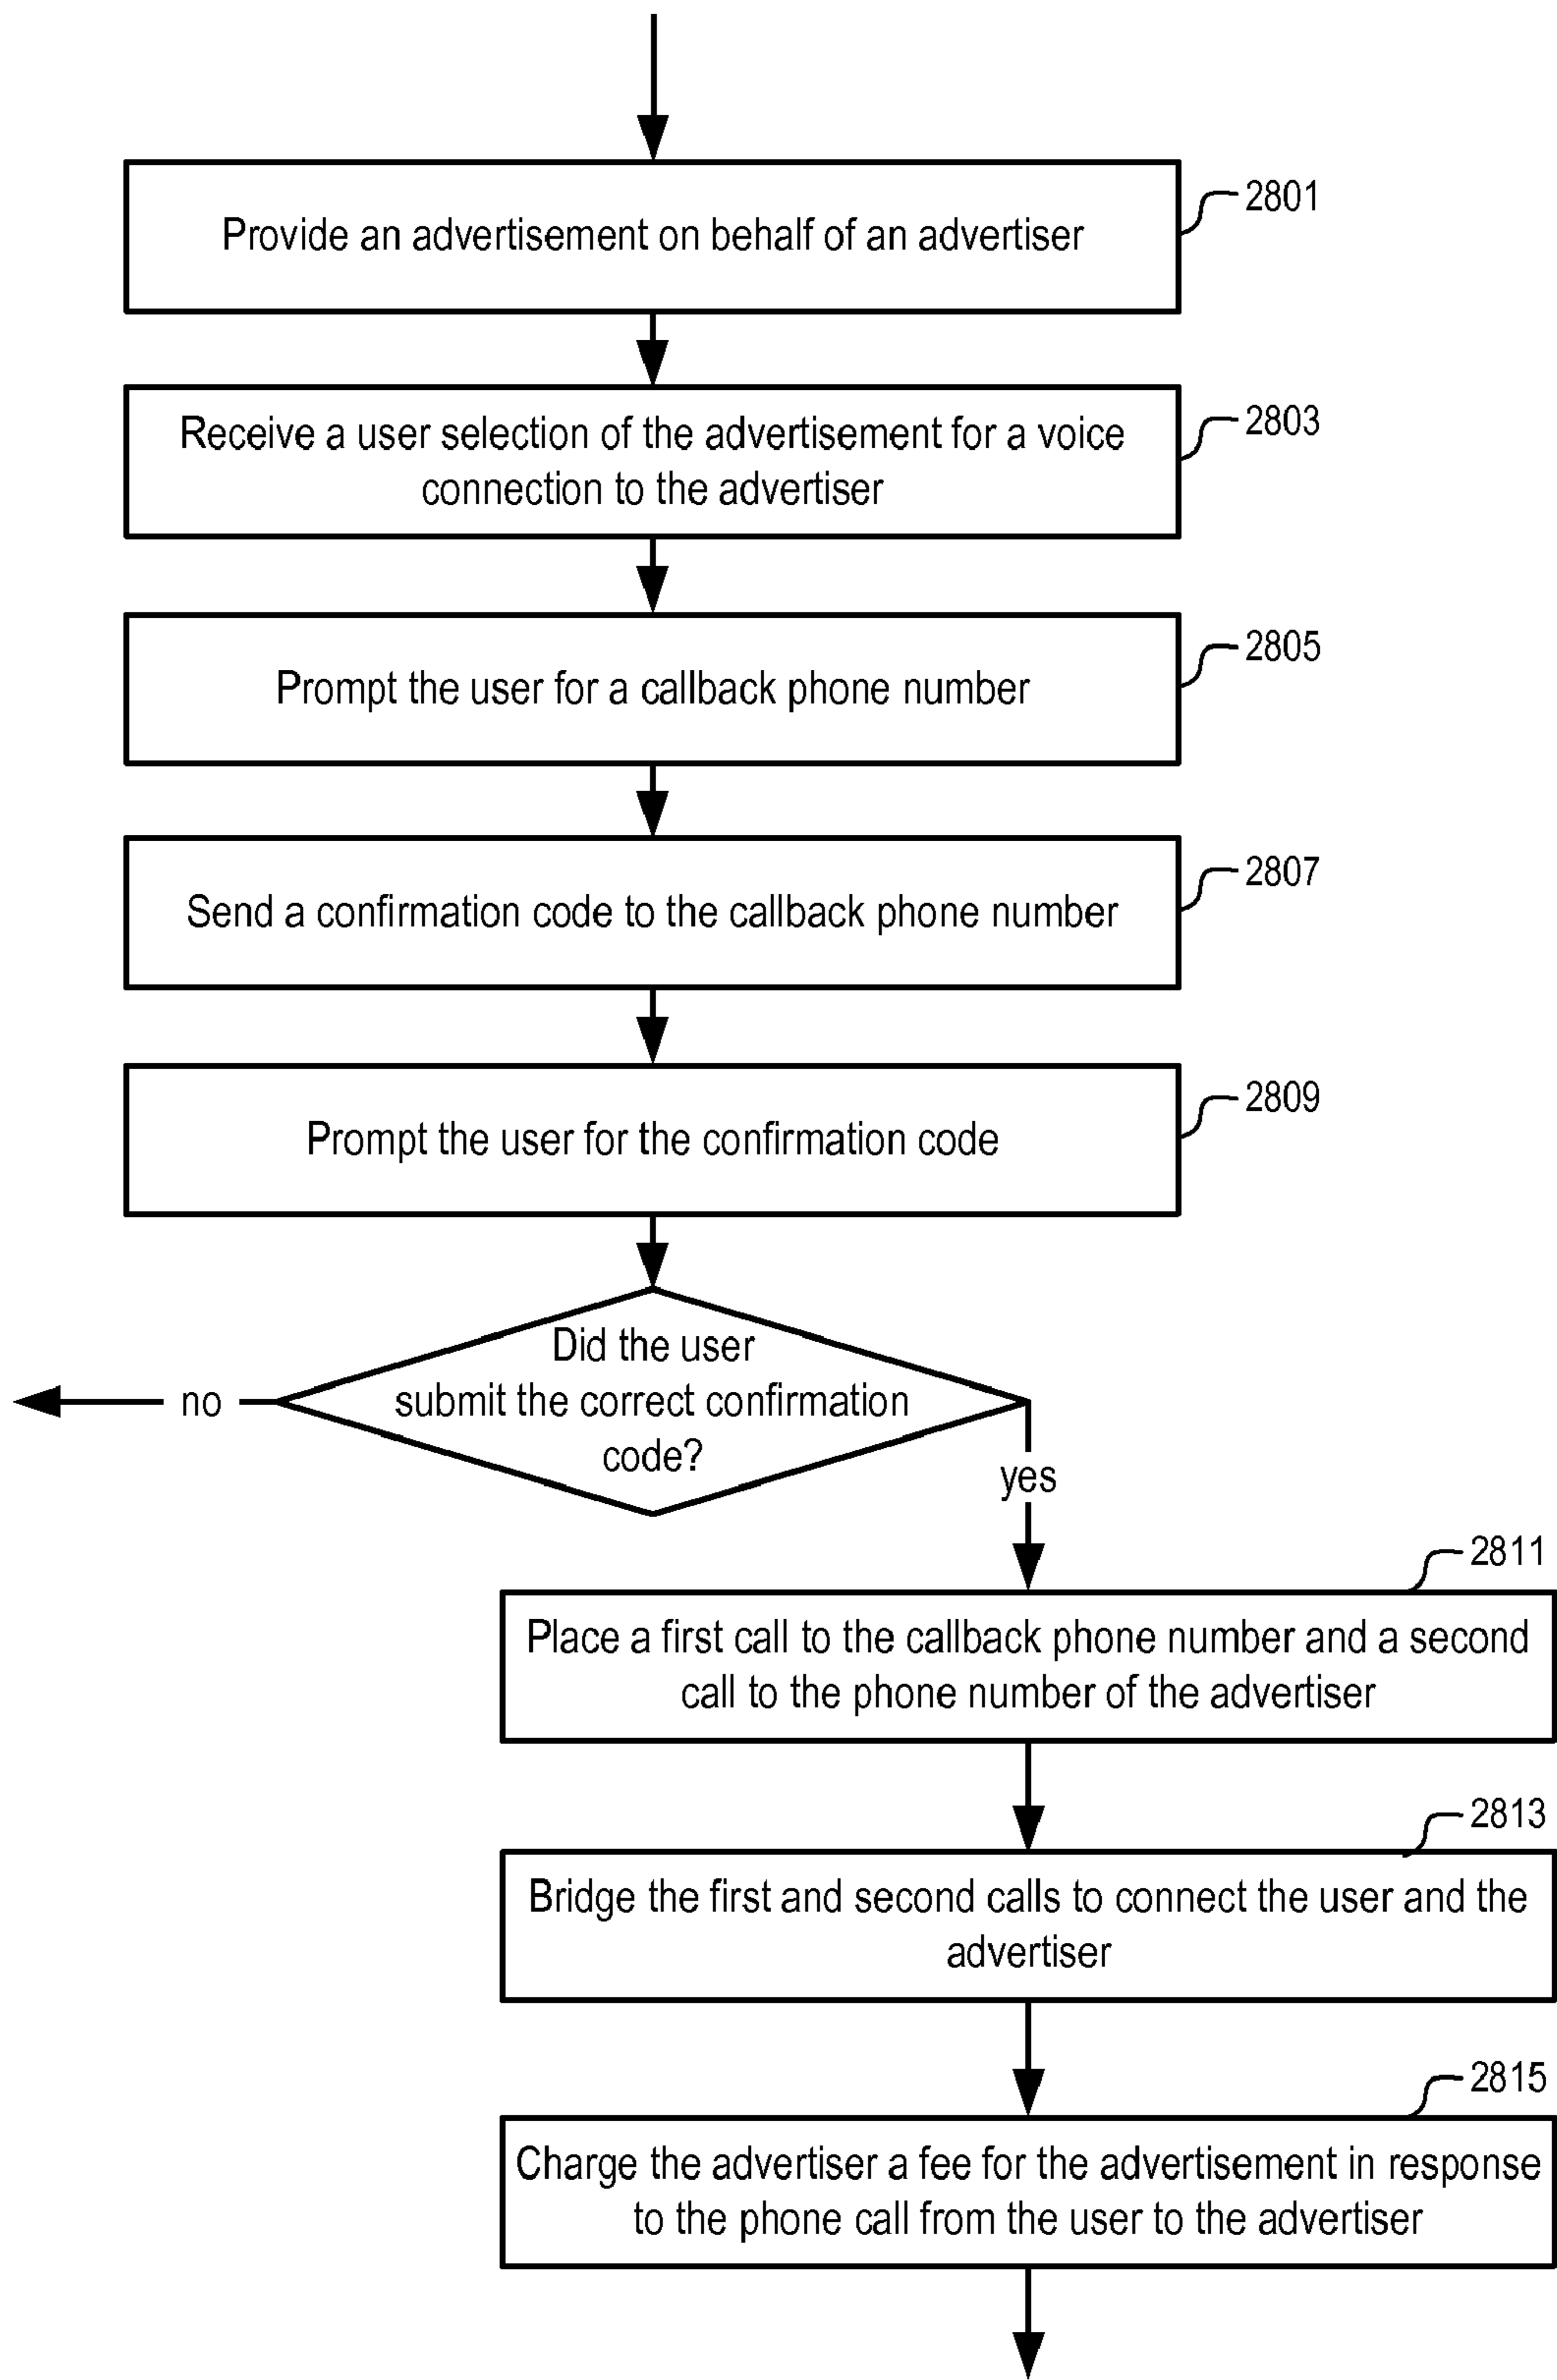 2801
Provide an advertisement on behalf of an advertiser
2803
Receive a user selection of the advertisement for a voice
connection to the advertiser
2805
Prompt the user for a callback phone number
2807
Send a confirmation code to the callback phone number
2809
Prompt the user for the confirmation code
Did the user
submit the correct confirmation
code?
no
yes
2811
Place a first call to the callback phone number and a second
call to the phone number of the advertiser
2813
Bridge the first and second calls to connect the user and the
advertiser
2815
Charge the advertiser a fee for the advertisement in response
to the phone call from the user to the advertiser